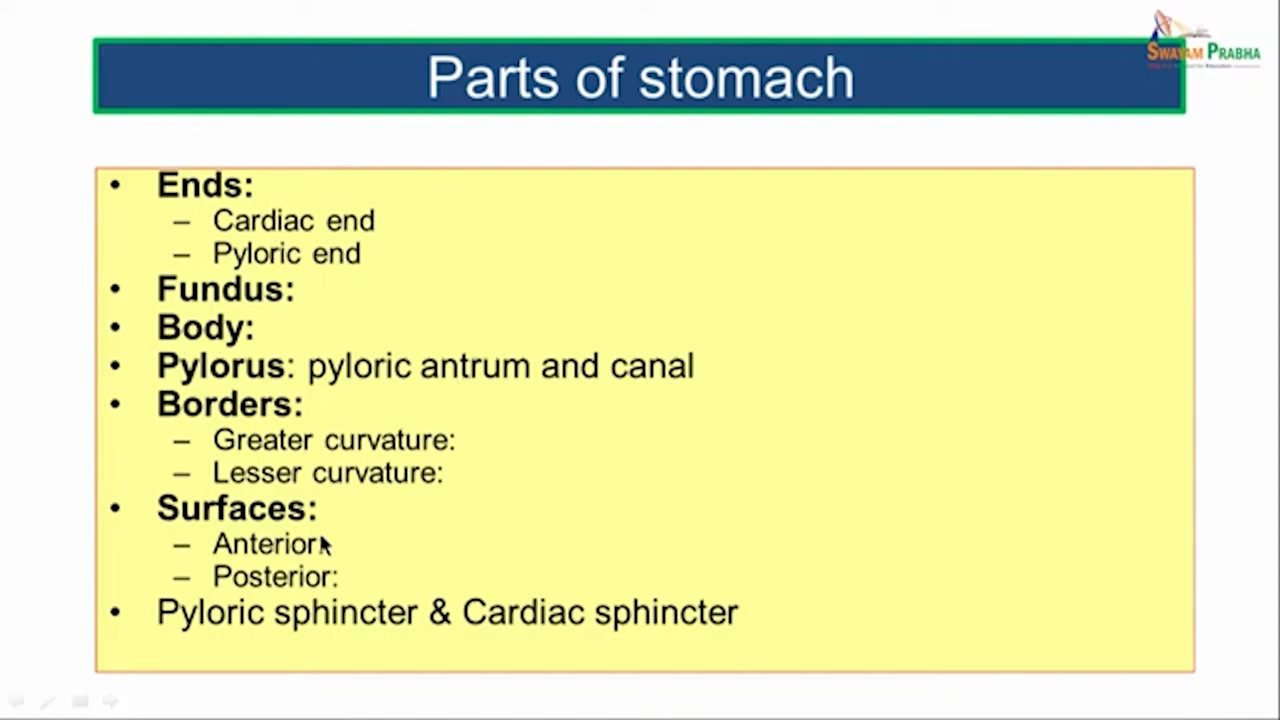 Parts of stomach
SWAYAM PRABHA
• Ends:
– Cardiac end
– Pyloric end
• Fundus:
• Body:
• Pylorus: pyloric antrum and canal
• Borders:
– Greater curvature:
– Lesser curvature:
• Surfaces:
– Anterior
– Posterior:
• Pyloric sphincter & Cardiac sphincter